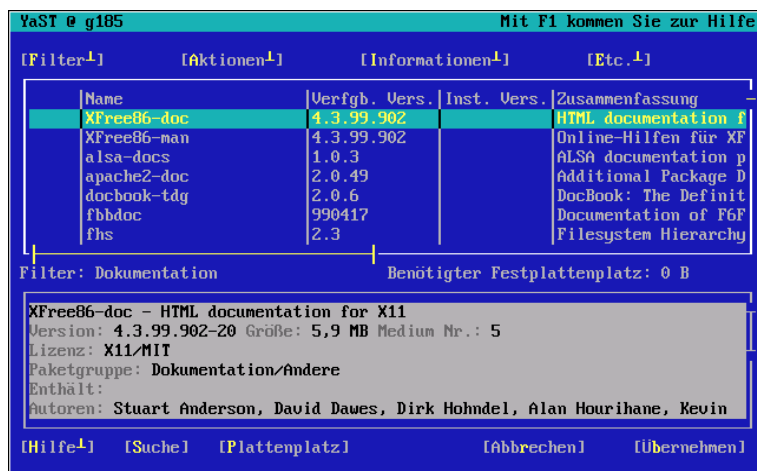 YaST @ g185 Mit F1 kommen Sie zur Hilfe
[Filter┴] [Aktionen┴] [Informationen┴] [Etc.┴]
Name |Verfgb. Vers.|Inst. Vers.|Zusammenfassung
XFree86-doc |4.3.99.902 | |HTML documentation f
XFree86-man |4.3.99.902 | |Online-Hilfen für XF
alsa-docs |1.0.3 | |ALSA documentation p
apache2-doc |2.0.49 | |Additional Package D
docbook-tdg |2.0.6 | |DocBook: The Definit
fbbdoc |990417 | |Documentation of F6F
fhs |2.3 | |Filesystem Hierarchy
Filter: Dokumentation Benötigter Festplattenplatz: 0 B
XFree86-doc - HTML documentation for X11
Version: 4.3.99.902-20 Größe: 5,9 MB Medium Nr.: 5
Lizenz: X11/MIT
Paketgruppe: Dokumentation/Andere
Enthält:
Autoren: Stuart Anderson, David Dawes, Dirk Hohndel, Alan Hourihane, Kevin
[Hilfe┴] [Suche] [Plattenplatz] [Abbrechen] [Übernehmen]